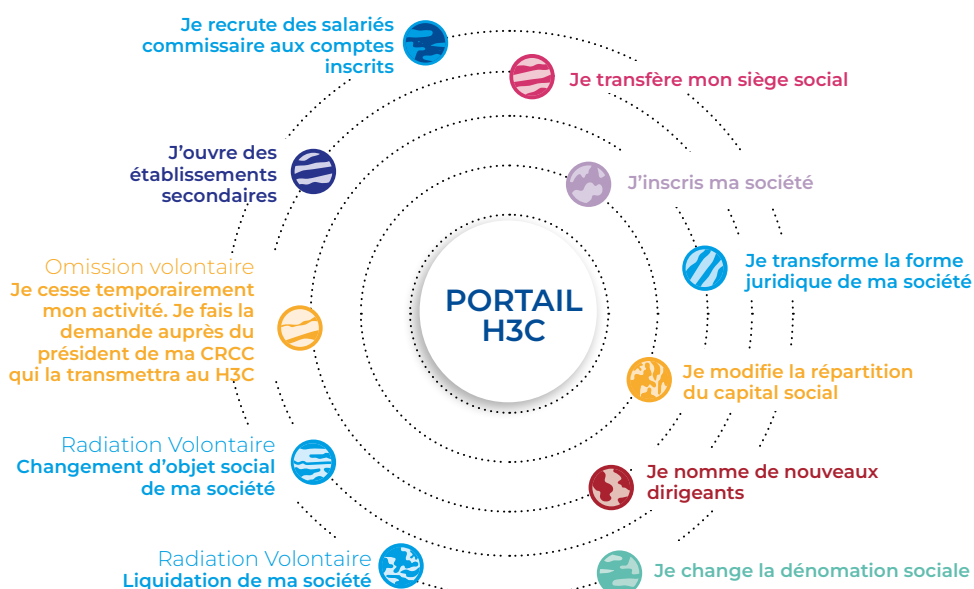 Je recrute des salariés
commissaire aux comptes
inscrits
Je transfère mon siège social
J'ouvre des
établissements
secondaires
J'inscris ma société
Omission volontaire
Je cesse temporairement
mon activité. Je fais la
demande auprès du
président de ma CRCC
qui la transmettra au H3C
PORTAIL
H3C
Je transforme la forme
juridique de ma société
Je modifie la répartition
du capital social
Radiation Volontaire
Changement d'objet social
de ma société
Je nomme de nouveaux
dirigeants
Radiation Volontaire
Liquidation de ma société
Je change la dénomation sociale